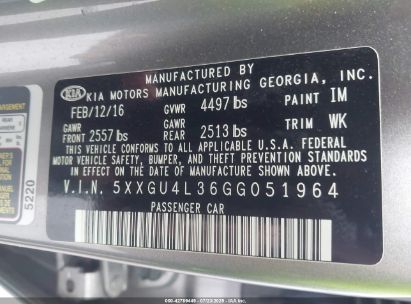 MANUFACTURED BY
KIA KIA MOTORS MANUFACTURING GEORGIA, INC.
FEB/12/16 GVWR 4497 lbs PAINT IM
GAWR FRONT 2557 lbs GAWR REAR 2513 lbs TRIM WK
THIS VEHICLE CONFORMS TO ALL APPLICABLE U.S.A FEDERAL
MOTOR VEHICLE SAFETY, BUMPER, AND THEFT PREVENTION
STANDARDS IN EFFECT ON THE DATE OF MANUFACTURE SHOWN ABOVE.
V.I.N. 5XXGU4L36GG051964
PASSENGER CAR
5220